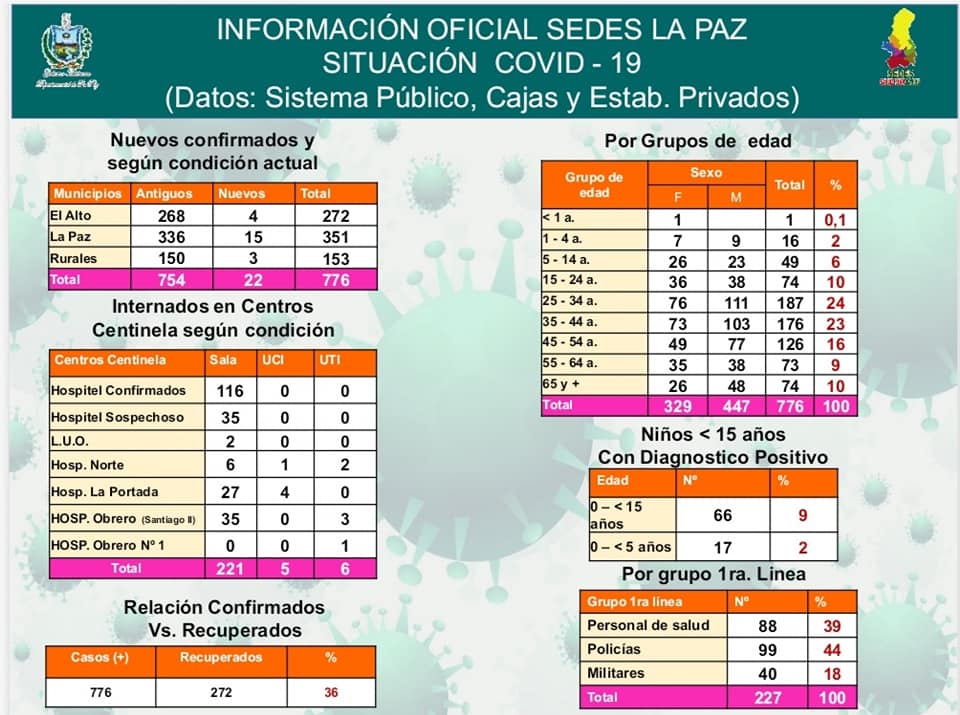 INFORMACIÓN OFICIAL SEDES LA PAZ
SITUACIÓN COVID - 19
(Datos: Sistema Público, Cajas y Estab. Privados)
SEDES
Nuevos confirmados y
según condición actual
Municipios Antiguos Nuevos Total
El Alto 268 4 272
La Paz 336 15 351
Rurales 150 3 153
Total 754 22 776
Internados en Centros
Centinela según condición
Centros Centinela Sala UCI UTI
Hospitel Confirmados 116 0 0
Hospitel Sospechoso 35 0 0
L.U.O. 2 0 0
Hosp. Norte 6 1 2
Hosp. La Portada 27 4 0
HOSP. Obrero (Santiago II) 35 0 3
HOSP. Obrero Nº 1 0 0 1
Total 221 5 6
Relación Confirmados
Vs. Recuperados
Casos (+) Recuperados %
776 272 36
Por Grupos de edad
Grupo de edad Sexo Total %
F M
< 1 a. 1 1 0,1
1 - 4 a. 7 9 16 2
5 - 14 a. 26 23 49 6
15 - 24 a. 36 38 74 10
25 - 34 a. 76 111 187 24
35 - 44 a. 73 103 176 23
45 - 54 a. 49 77 126 16
55 - 64 a. 35 38 73 9
65 y + 26 48 74 10
Total 329 447 776 100
Niños < 15 años
Con Diagnostico Positivo
Edad Nº %
0 – < 15 años 66 9
0 – < 5 años 17 2
Por grupo 1ra. Linea
Grupo 1ra línea Nº %
Personal de salud 88 39
Policías 99 44
Militares 40 18
Total 227 100